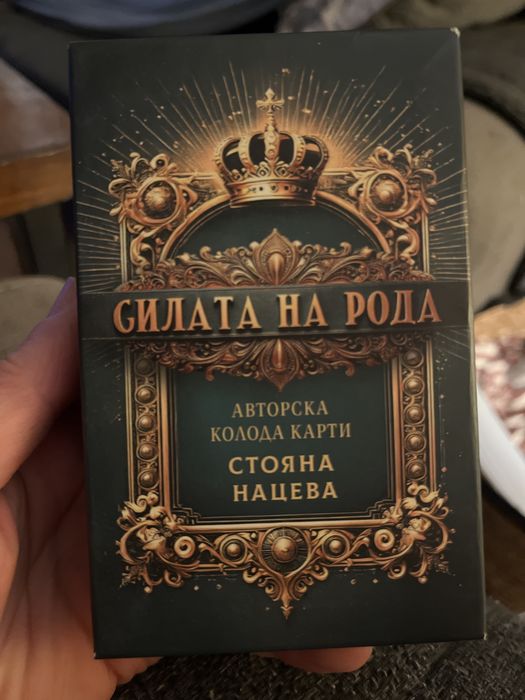 СИЛАТА НА РОДА
АВТОРСКА
КОЛОДА КАРТИ
СТОЯНА
НАЦЕВА